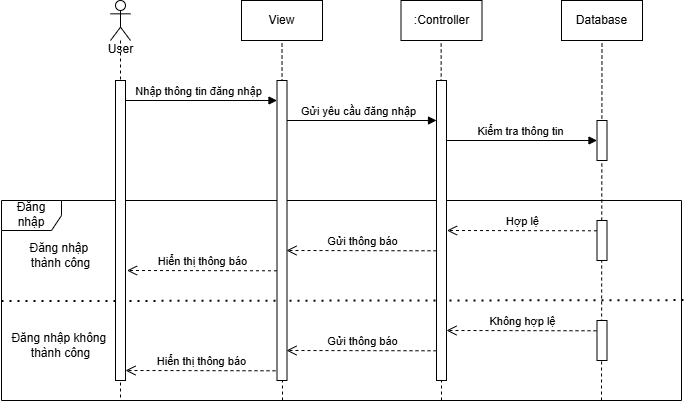 User
View
:Controller
Database
Nhập thông tin đăng nhập
Gửi yêu cầu đăng nhập
Kiểm tra thông tin
Đăng
nhập
Hợp lệ
Đăng nhập
thành công
Gửi thông báo
Hiển thị thông báo
Không hợp lệ
Đăng nhập không
thành công
Gửi thông báo
Hiển thị thông báo